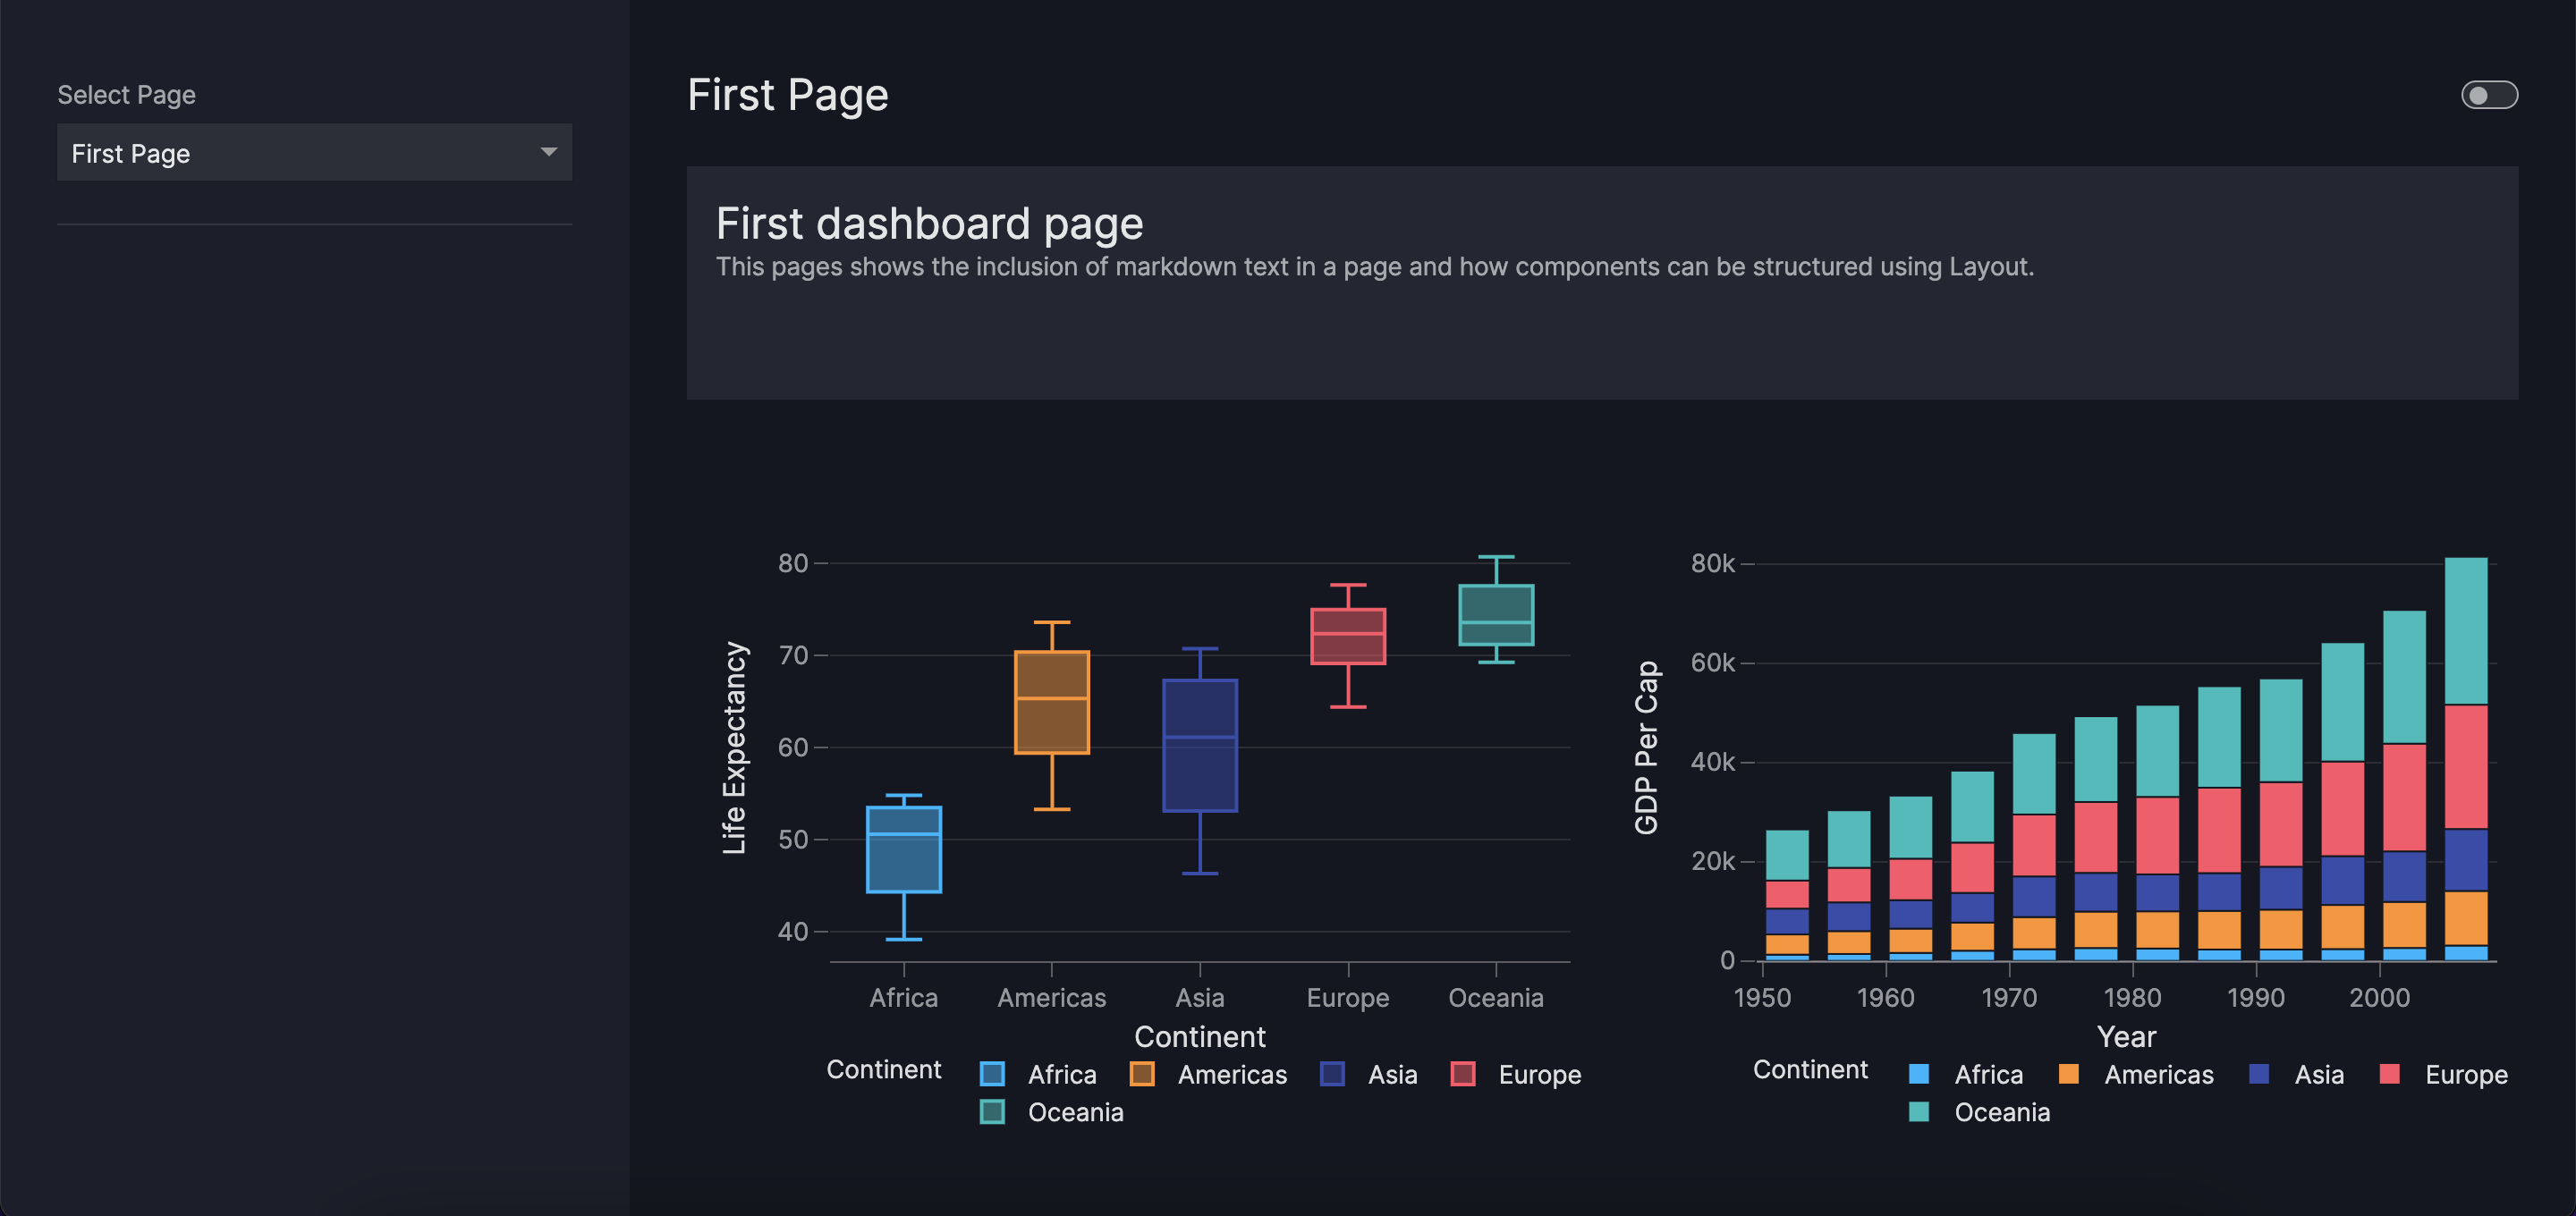 Select Page
First Page
First Page
First dashboard page
This pages shows the inclusion of markdown text in a page and how components can be structured using Layout.
Life Expectancy
80
70
60
50
40
Africa Americas Asia Europe Oceania
Continent
Continent Africa Americas Asia Europe
Oceania
GDP Per Cap
80k
60k
40k
20k
0
1950 1960 1970 1980 1990 2000
Year
Continent Africa Americas Asia Europe
Oceania